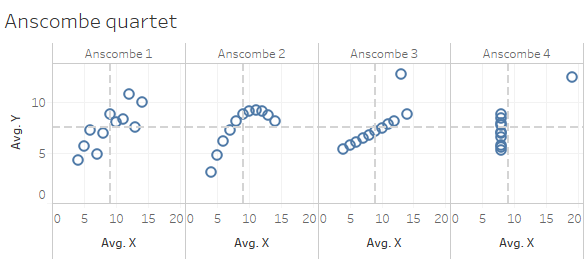 Anscombe quartet
Anscombe 1 Anscombe 2 Anscombe 3 Anscombe 4
10
Avg. Y
5
0
0 5 10 15 20 0 5 10 15 20 0 5 10 15 20 0 5 10 15 20
Avg. X Avg. X Avg. X Avg. X